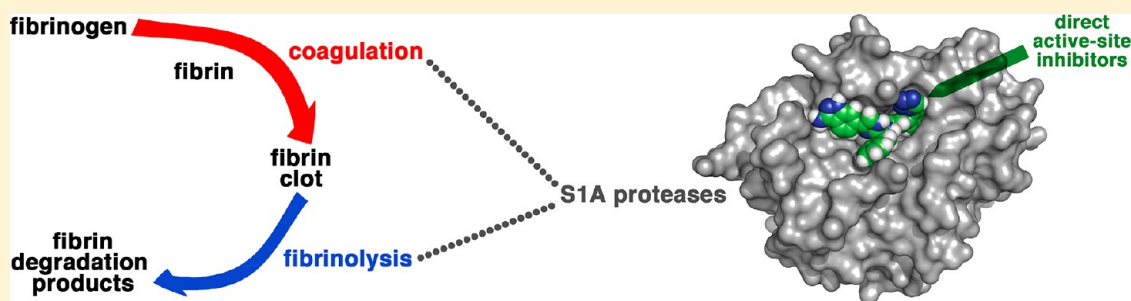 fibrinogen
coagulation
fibrin
fibrin
clot
fibrin
degradation
products
fibrinolysis
S1A proteases
direct
active-site
inhibitors